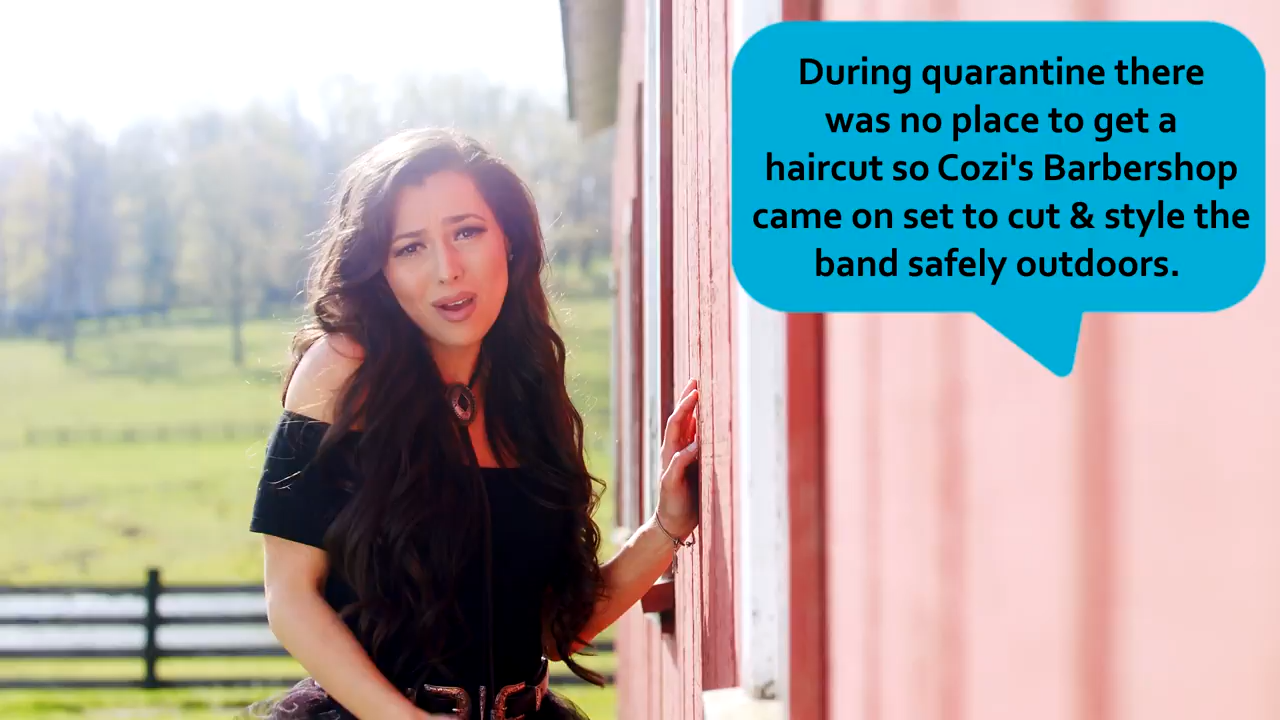 During quarantine there
was no place to get a
haircut so Cozi's Barbershop
came on set to cut & style the
band safely outdoors.